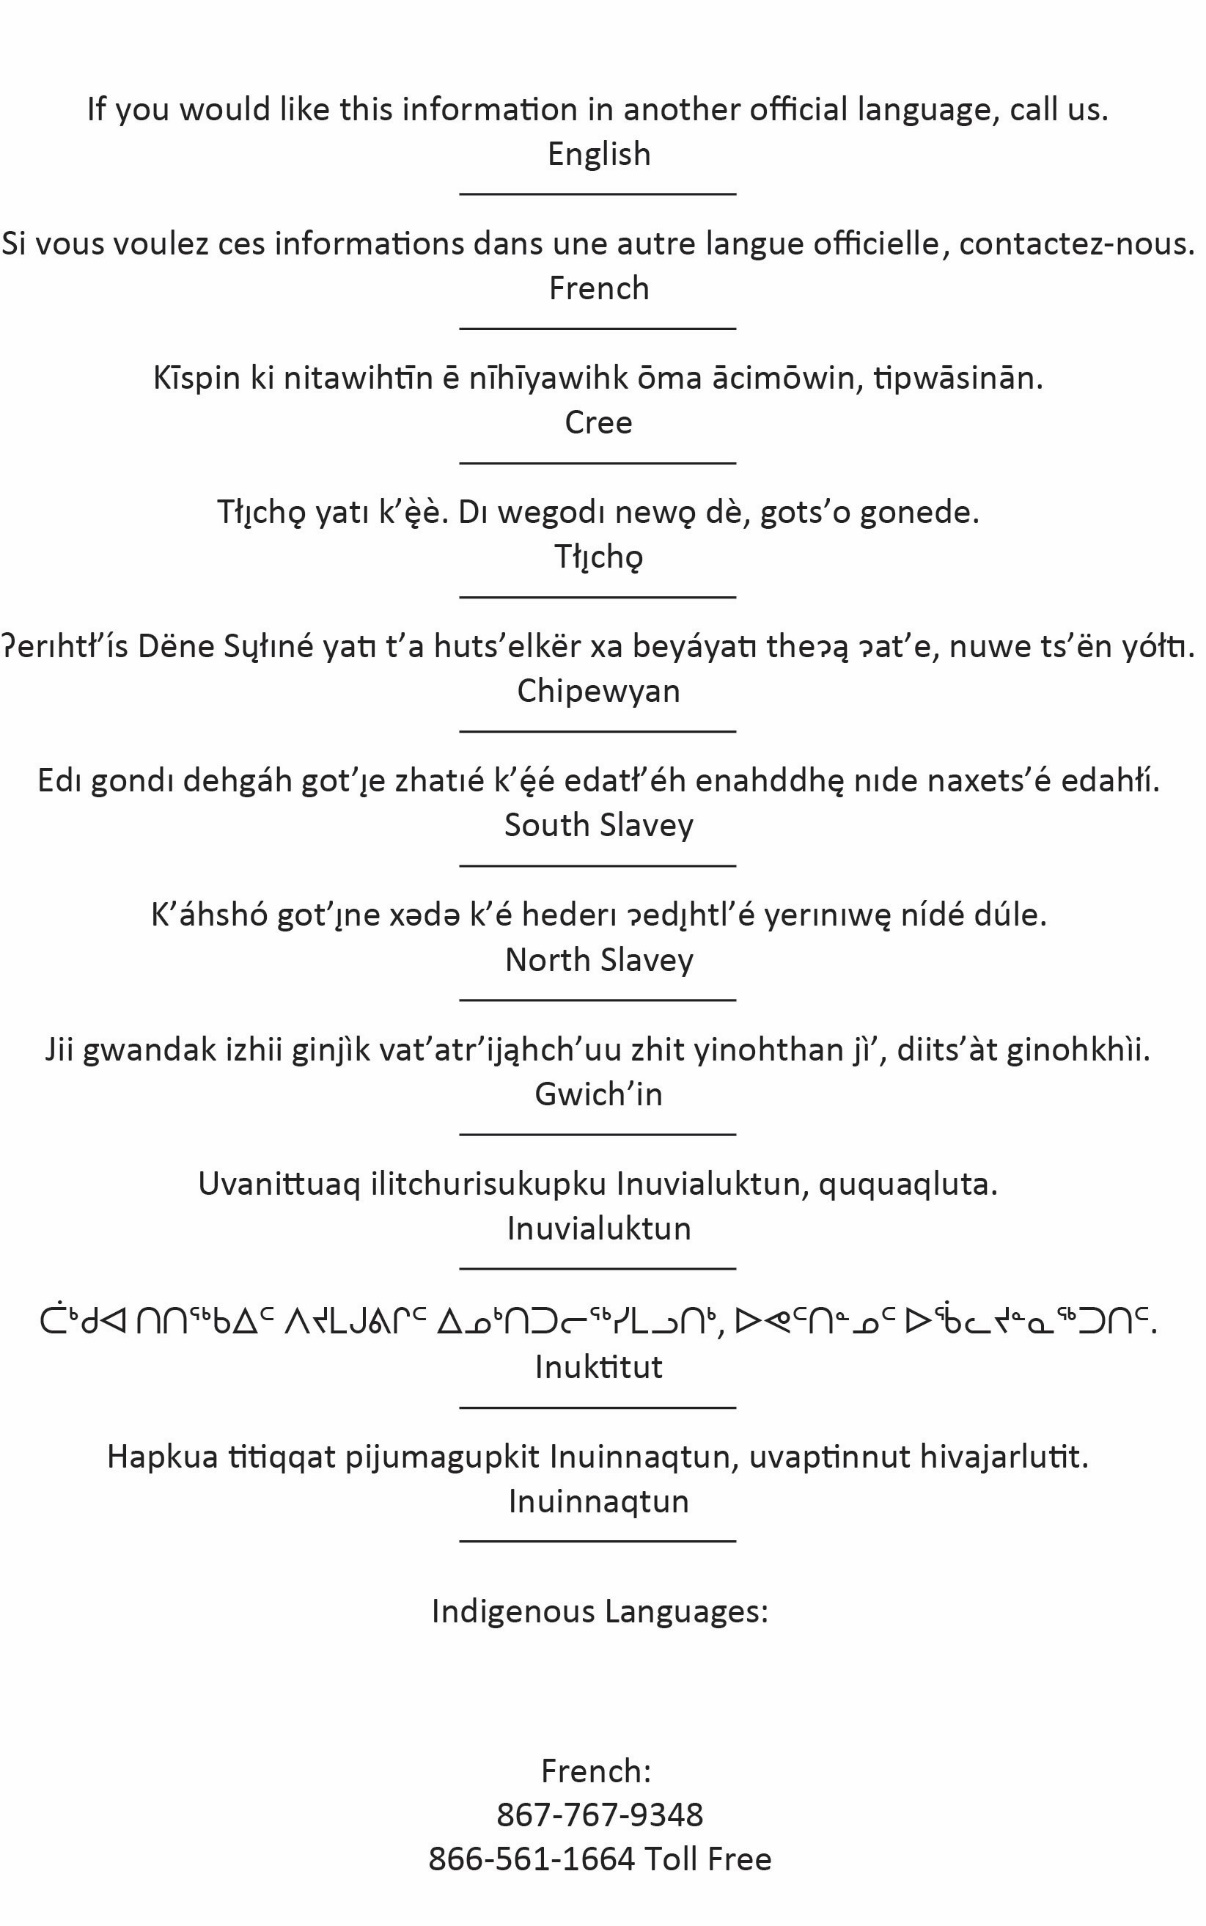 If you would like this information in another official language, call us.
English
Si vous voulez ces informations dans une autre langue officielle, contactez-nous.
French
Kīspin ki nitawihtīn ē nīhīyawihk ōma ācimōwin, tipwāsinān.
Cree
Tłı̨chǫ yatı k’ę̀è. Dı wegodı newǫ dè, gots’o gonede.
Tłı̨chǫ
ʔerıhtł’ís Dëne Sųłıné yatı t’a huts’elkër xa beyáyatı theɂą ɂat’e, nuwe ts’ën yółtı.
Chipewyan
Edı gondı dehgáh got’ı̨e zhatıé k’ę́é edatł’éh enahddhę nıde naxets’é edahłí.
South Slavey
K’áhshó got’ı̨ne xədə k’é hederı ɂedı̨htl’é yerınıwę nídé dúle.
North Slavey
Jii gwandak izhii ginjìk vat’atr’ijąhch’uu zhit yinohthan jì’, diits’àt ginohkhìi.
Gwich’in
Uvanittuaq ilitchurisukupku Inuvialuktun, ququaqluta.
Inuvialuktun
ᑖᒃᑯᐊ ᑎᑎᖅᑲᐃᑦ ᐱᔪᒪᒍᕕᒋᑦ ᐃᓄᒃᑎᑐᓕᖅᓯᒪᓗᑎᒃ, ᐅᕙᑦᑎᓐᓄᑦ ᐅᖄᓚᔪᓐᓇᖅᑐᑎᑦ.
Inuktitut
Hapkua titiqqat pijumagupkit Inuinnaqtun, uvaptinnut hivajarlutit.
Inuinnaqtun
Indigenous Languages:
French:
867-767-9348
866-561-1664 Toll Free